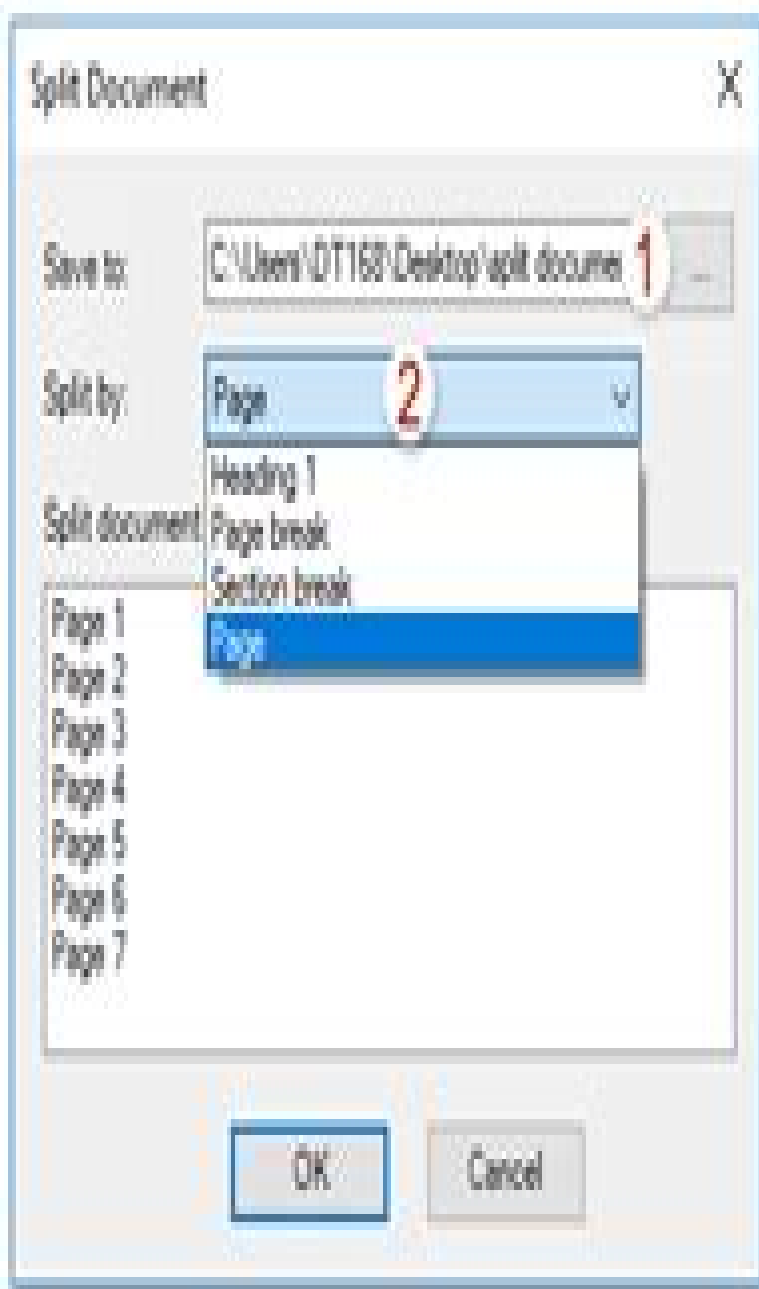 Split Document X
Save to: C:\Users\DT168\Desktop\split documer 1 ...
Split by: Page 2
Heading 1
Page break
Section break
Page
Split document
Page 1
Page 2
Page 3
Page 4
Page 5
Page 6
Page 7
OK Cancel